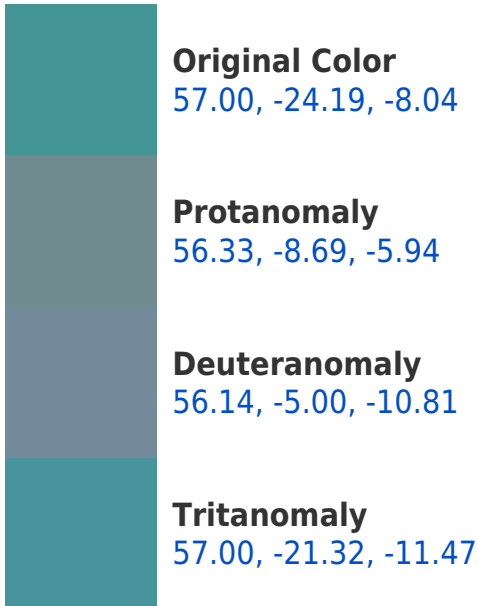 Original Color
57.00, -24.19, -8.04
Protanomaly
56.33, -8.69, -5.94
Deuteranomaly
56.14, -5.00, -10.81
Tritanomaly
57.00, -21.32, -11.47